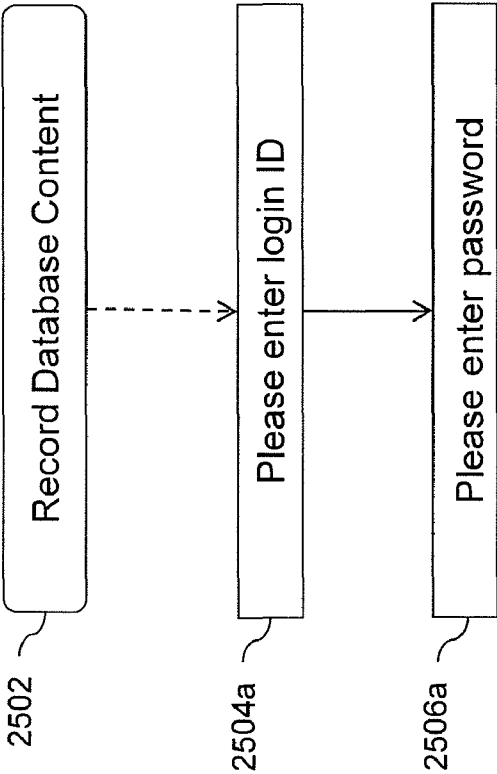 2502
Record Database Content
2504a
Please enter login ID
2506a
Please enter password